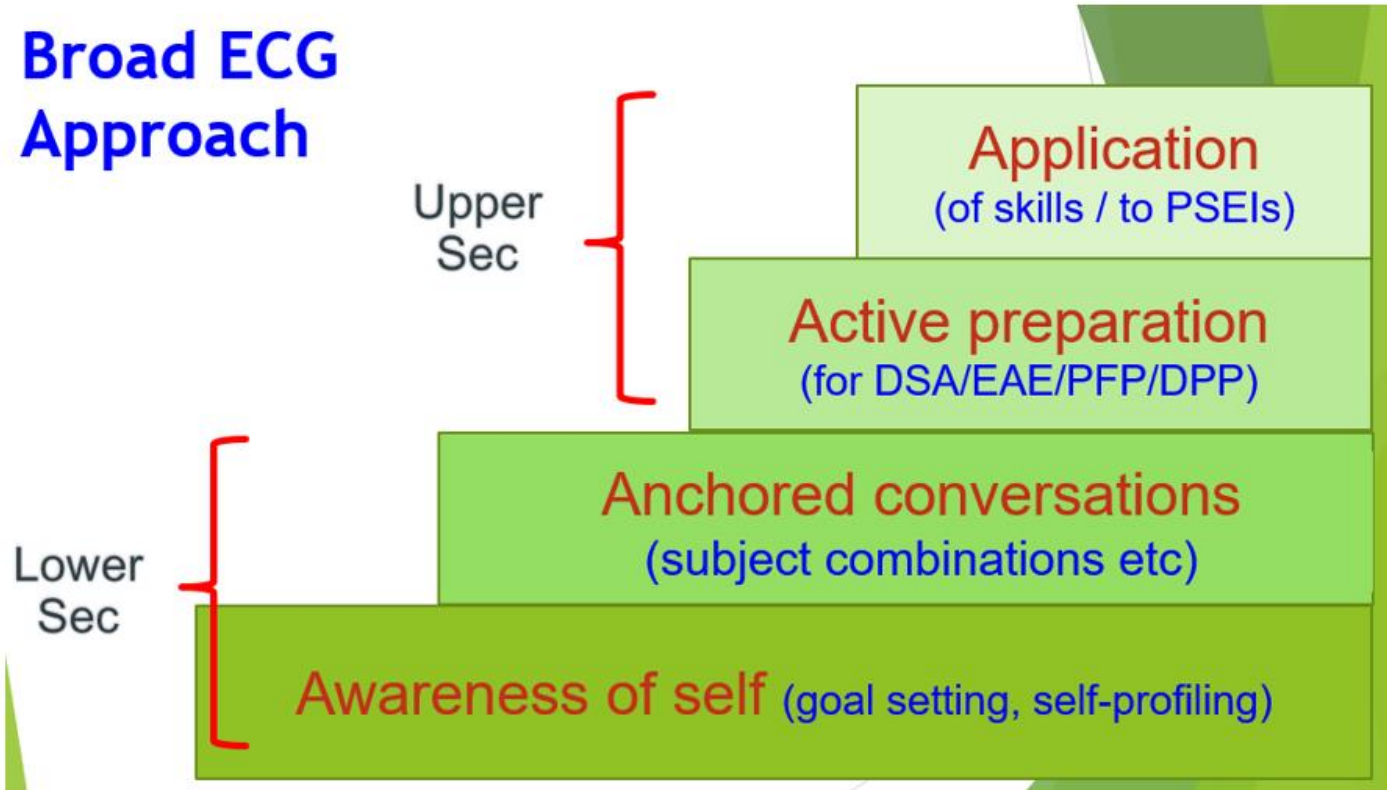 Broad ECG
Approach
Upper
Sec
Application
(of skills / to PSEIs)
Active preparation
(for DSA/EAE/PFP/DPP)
Lower
Sec
Anchored conversations
(subject combinations etc)
Awareness of self (goal setting, self-profiling)